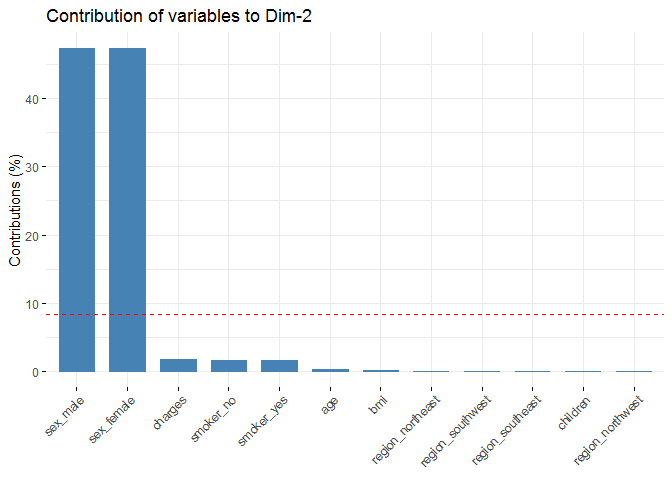 Contribution of variables to Dim-2
Contributions (%)
40
30
20
10
0
sex_male
sex_female
charges
smoker_no
smoker_yes
age
bmi
region_northeast
region_southwest
region_southeast
children
region_northwest